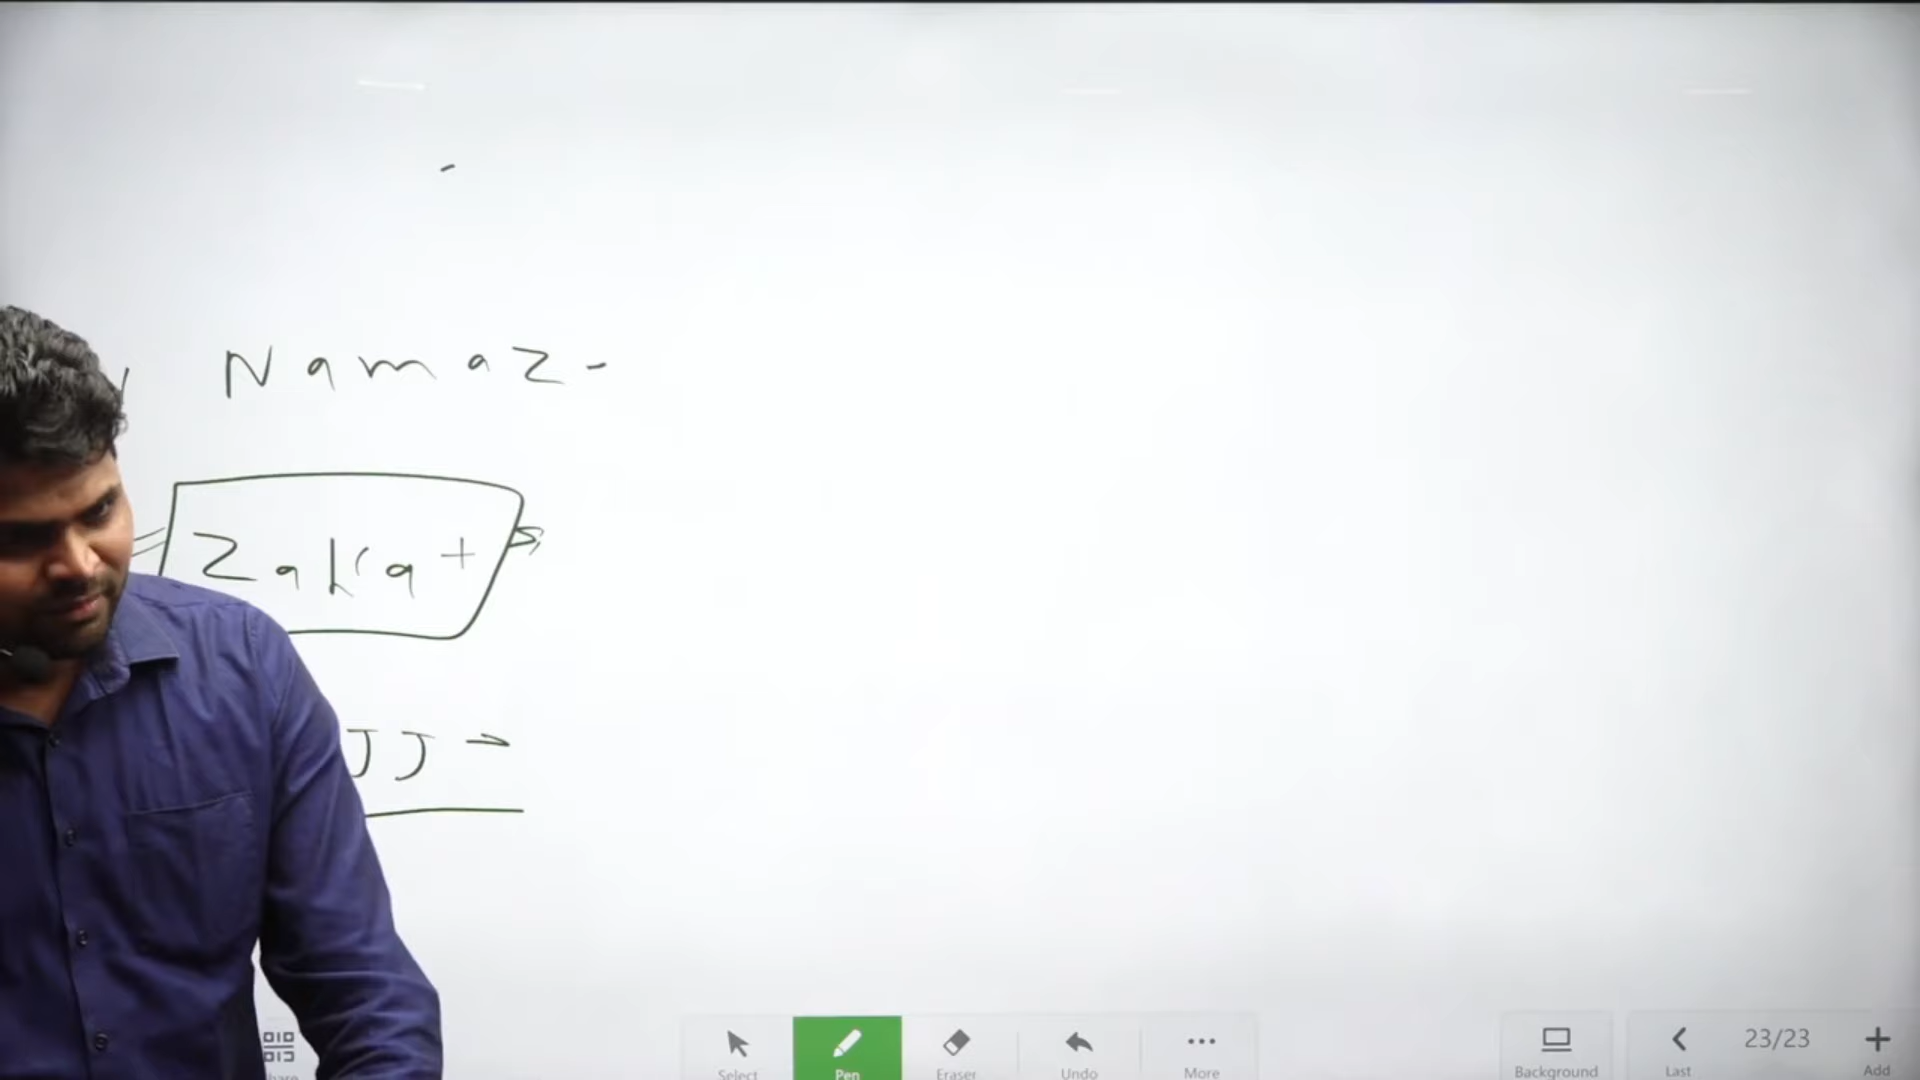 Namaz -
Zakat
JJ →
Select
Pen
Eraser
Undo
More
Background
Last
23/23
Add